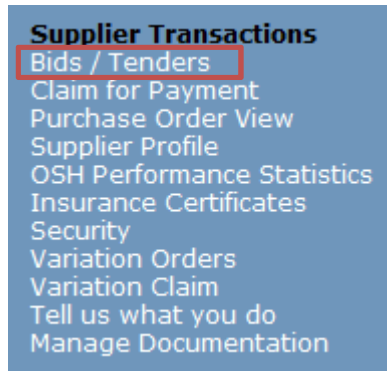 Supplier Transactions
Bids / Tenders
Claim for Payment
Purchase Order View
Supplier Profile
OSH Performance Statistics
Insurance Certificates
Security
Variation Orders
Variation Claim
Tell us what you do
Manage Documentation